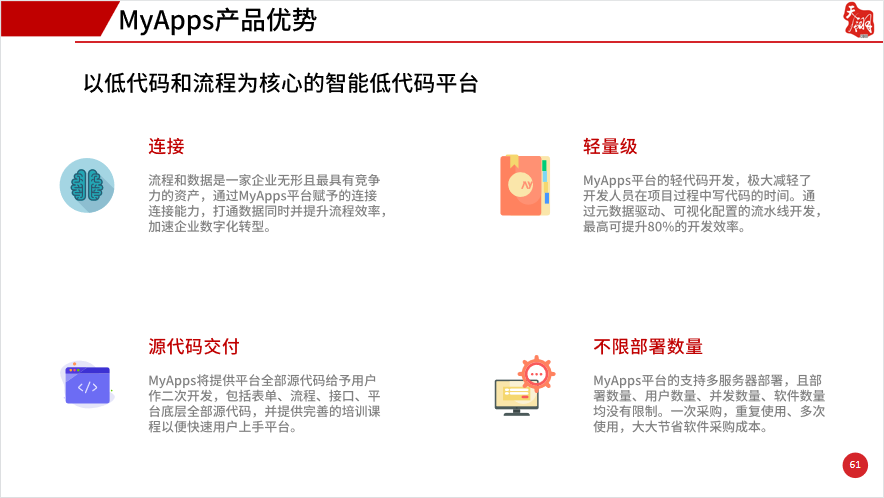 MyApps产品优势
天翎
以低代码和流程为核心的智能低代码平台
连接
流程和数据是一家企业无形且最具有竞争
力的资产，通过MyApps平台赋予的连接
连接能力，打通数据同时并提升流程效率，
加速企业数字化转型。
轻量级
MyApps平台的轻代码开发，极大减轻了
开发人员在项目过程中写代码的时间。通
过元数据驱动、可视化配置的流水线开发，
最高可提升80%的开发效率。
源代码交付
MyApps将提供平台全部源代码给予用户
作二次开发，包括表单、流程、接口、平
台底层全部源代码，并提供完善的培训课
程以便快速用户上手平台。
不限部署数量
MyApps平台的支持多服务器部署，且部
署数量、用户数量、并发数量、软件数量
均没有限制。一次采购，重复使用、多次
使用，大大节省软件采购成本。
61